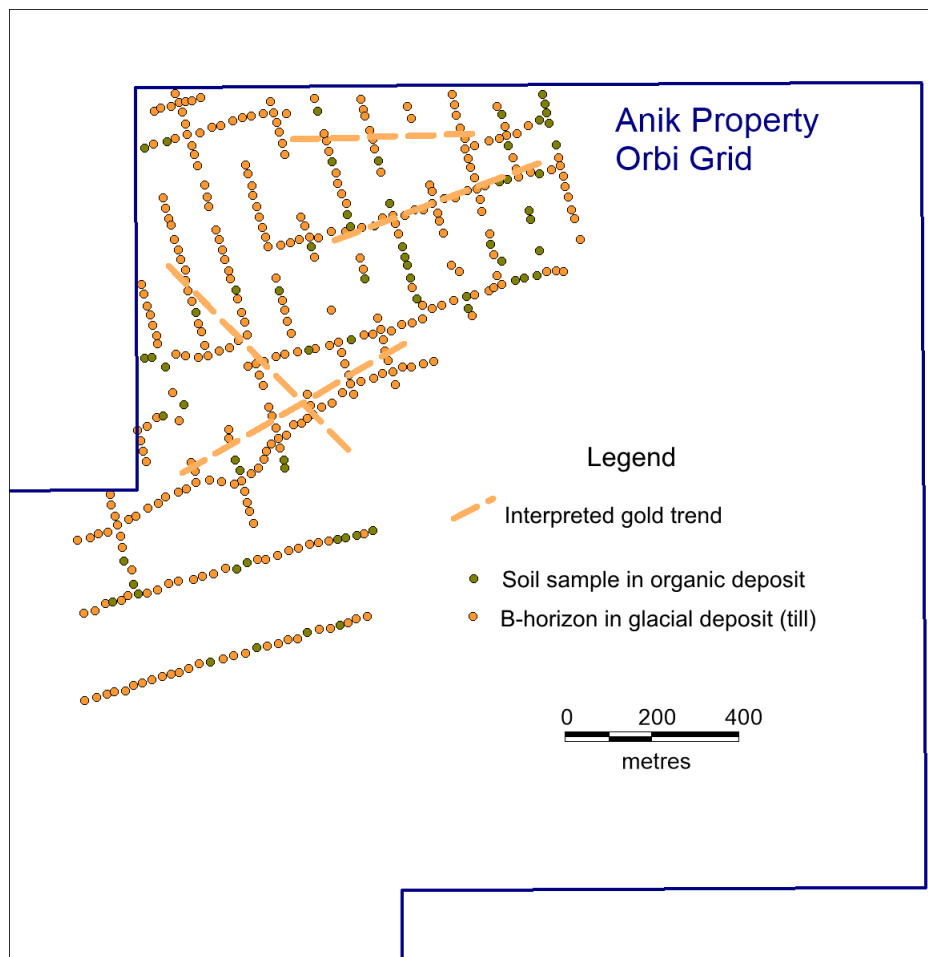 Anik Property
Orbi Grid
Legend
Interpreted gold trend
Soil sample in organic deposit
B-horizon in glacial deposit (till)
0 200 400
metres